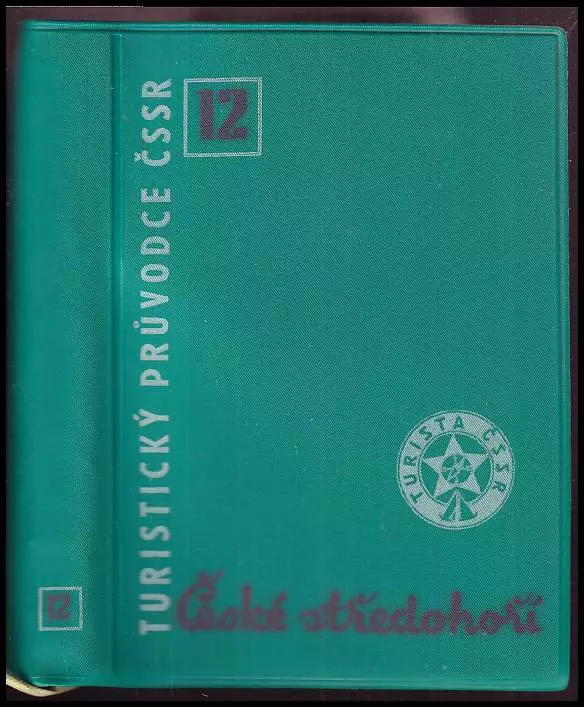 12
TURISTICKÝ PRŮVODCE ČSSR
TURISTA ČSSR
České středohoří
12